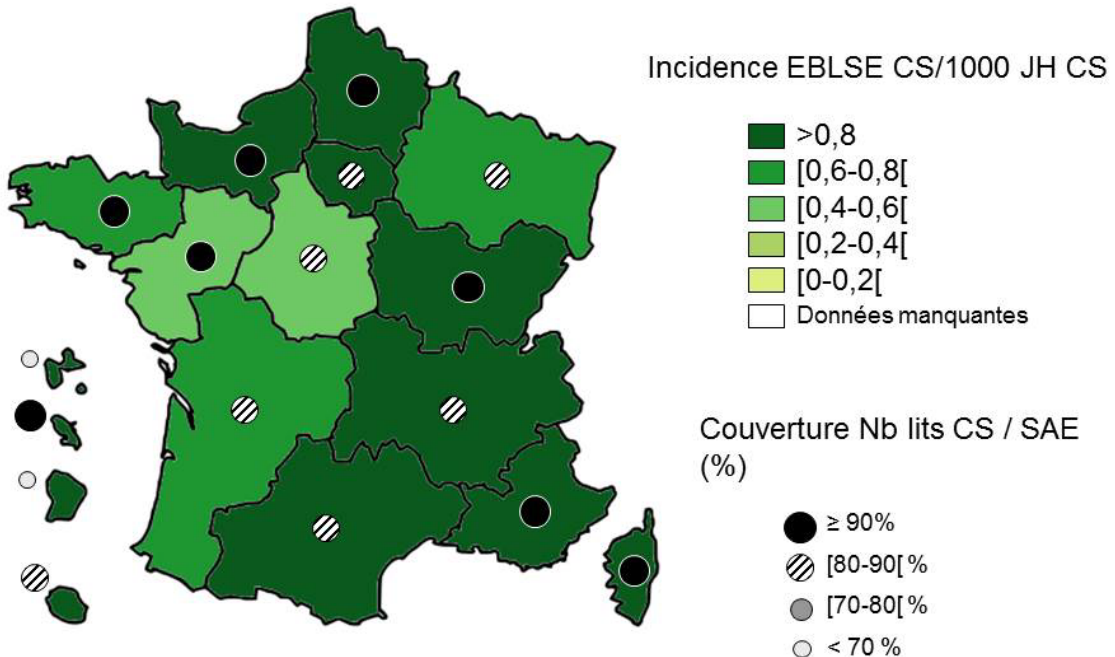 Incidence EBLSE CS/1000 JH CS
>0,8
[0,6-0,8[
[0,4-0,6[
[0,2-0,4[
[0-0,2[
Données manquantes
Couverture Nb lits CS / SAE
(%)
≥ 90%
[80-90[ %
[70-80[ %
< 70 %